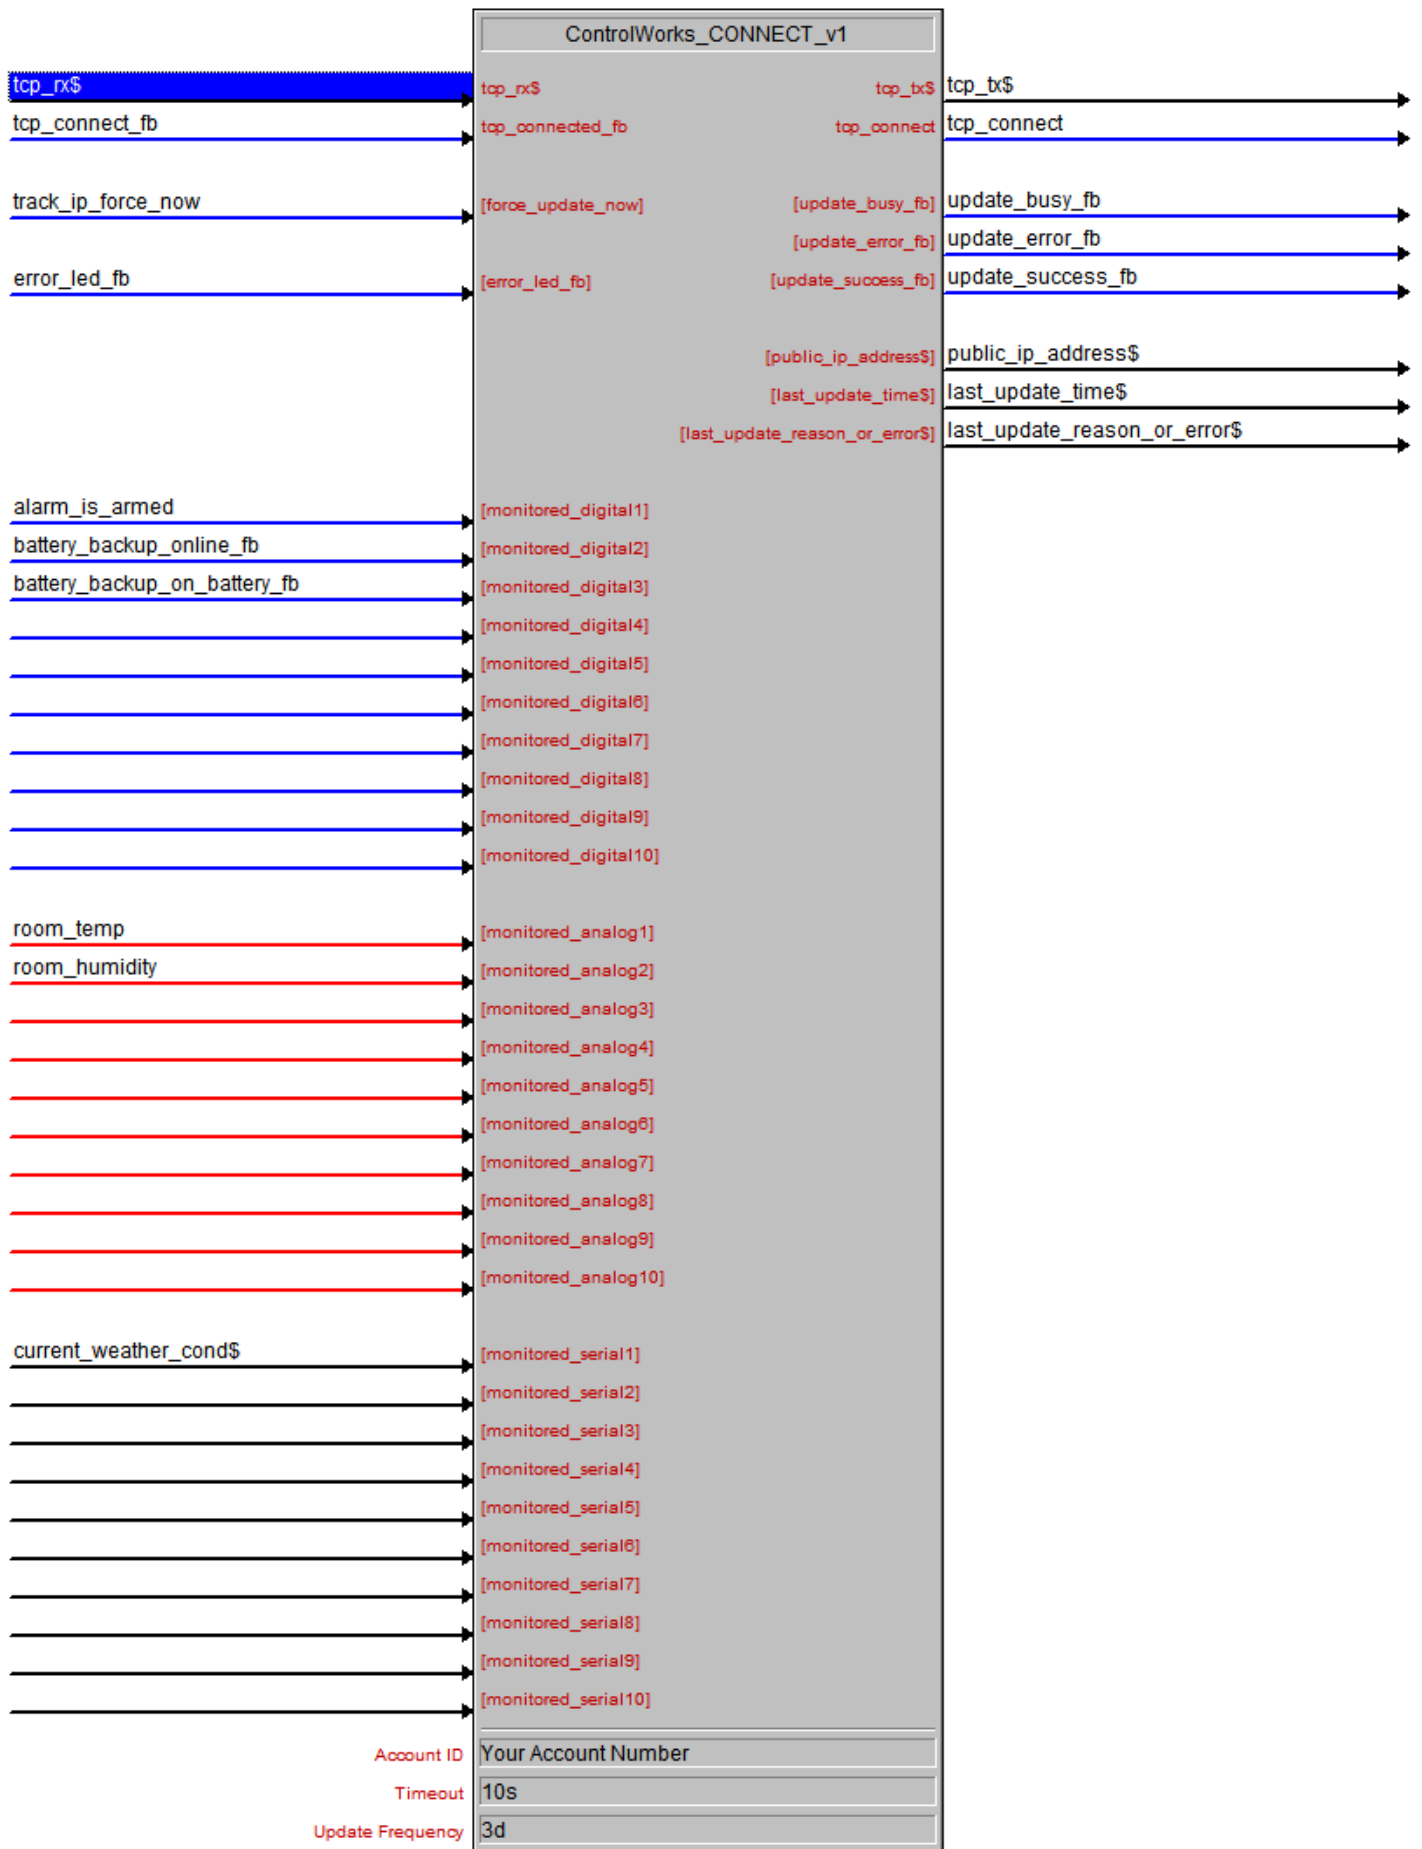 ControlWorks_CONNECT_v1
tcp_rx$ tcp_rx$ tcp_tx$ tcp_tx$
tcp_connect_fb tcp_connected_fb tcp_connect tcp_connect
track_ip_force_now [force_update_now] [update_busy_fb] update_busy_fb
[update_error_fb] update_error_fb
error_led_fb [error_led_fb] [update_success_fb] update_success_fb
[public_ip_address$] public_ip_address$
[last_update_time$] last_update_time$
[last_update_reason_or_error$] last_update_reason_or_error$
alarm_is_armed [monitored_digital1]
battery_backup_online_fb [monitored_digital2]
battery_backup_on_battery_fb [monitored_digital3]
[monitored_digital4]
[monitored_digital5]
[monitored_digital6]
[monitored_digital7]
[monitored_digital8]
[monitored_digital9]
[monitored_digital10]
room_temp [monitored_analog1]
room_humidity [monitored_analog2]
[monitored_analog3]
[monitored_analog4]
[monitored_analog5]
[monitored_analog6]
[monitored_analog7]
[monitored_analog8]
[monitored_analog9]
[monitored_analog10]
current_weather_cond$ [monitored_serial1]
[monitored_serial2]
[monitored_serial3]
[monitored_serial4]
[monitored_serial5]
[monitored_serial6]
[monitored_serial7]
[monitored_serial8]
[monitored_serial9]
[monitored_serial10]
Account ID Your Account Number
Timeout 10s
Update Frequency 3d